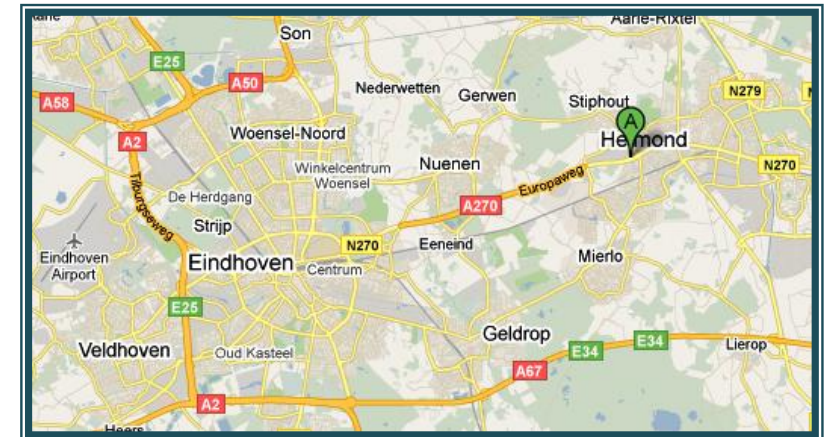 Aarle-Rixtel
Son
E25
A50
Nederwetten
Gerwen
Stiphout
N279
A58
A
A2
Woensel-Noord
Helmond
Winkelcentrum
Woensel
Nuenen
N270
Tilburgseweg
De Herdgang
Europaweg
A270
Strijp
N270
Eeneind
Eindhoven
Airport
Eindhoven
Centrum
Mierlo
E25
Geldrop
Veldhoven
Oud Kasteel
E34
E34
Lierop
A67
A2
Heers